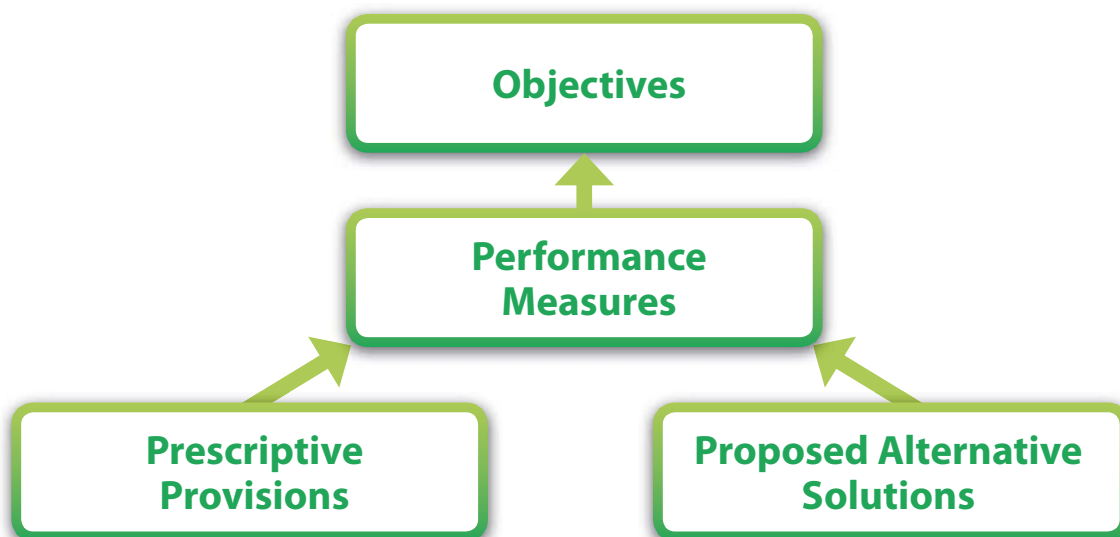 Objectives
Performance
Measures
Prescriptive
Provisions
Proposed Alternative
Solutions